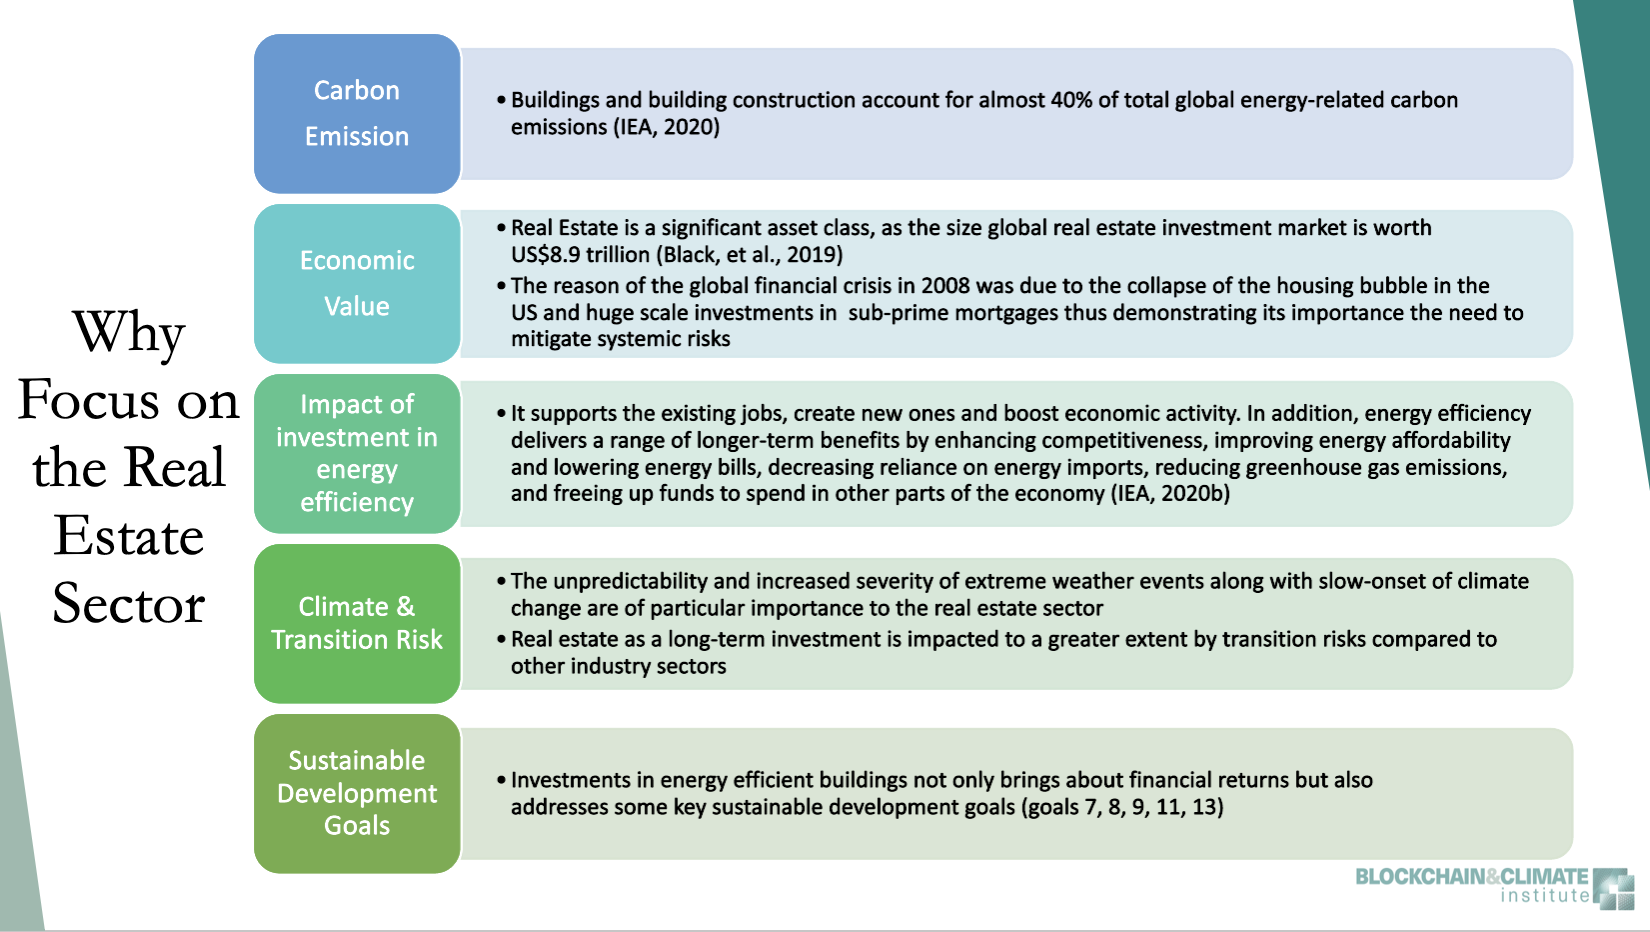 Why
Focus on
the Real
Estate
Sector
Carbon
Emission
• Buildings and building construction account for almost 40% of total global energy-related carbon
emissions (IEA, 2020)
Economic
Value
• Real Estate is a significant asset class, as the size global real estate investment market is worth
US$8.9 trillion (Black, et al., 2019)
• The reason of the global financial crisis in 2008 was due to the collapse of the housing bubble in the
US and huge scale investments in  sub-prime mortgages thus demonstrating its importance the need to
mitigate systemic risks
Impact of
investment in
energy
efficiency
• It supports the existing jobs, create new ones and boost economic activity. In addition, energy efficiency
delivers a range of longer-term benefits by enhancing competitiveness, improving energy affordability
and lowering energy bills, decreasing reliance on energy imports, reducing greenhouse gas emissions,
and freeing up funds to spend in other parts of the economy (IEA, 2020b)
Climate &
Transition Risk
• The unpredictability and increased severity of extreme weather events along with slow-onset of climate
change are of particular importance to the real estate sector
• Real estate as a long-term investment is impacted to a greater extent by transition risks compared to
other industry sectors
Sustainable
Development
Goals
• Investments in energy efficient buildings not only brings about financial returns but also
addresses some key sustainable development goals (goals 7, 8, 9, 11, 13)
BLOCKCHAIN&CLIMATE
institute